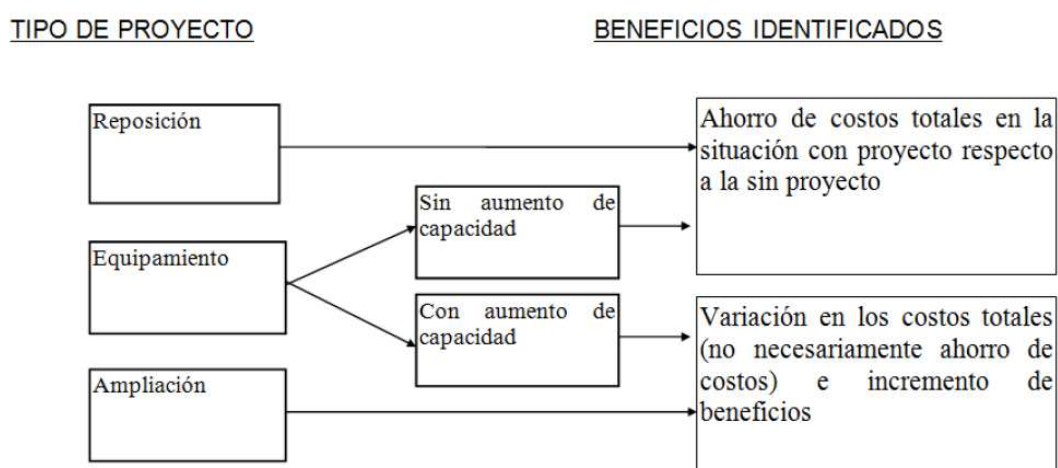 TIPO DE PROYECTO
BENEFICIOS IDENTIFICADOS
Reposición
Ahorro de costos totales en la
situación con proyecto respecto
a la sin proyecto
Sin aumento de
capacidad
Equipamiento
Con aumento de
capacidad
Variación en los costos totales
(no necesariamente ahorro de
costos) e incremento de
beneficios
Ampliación